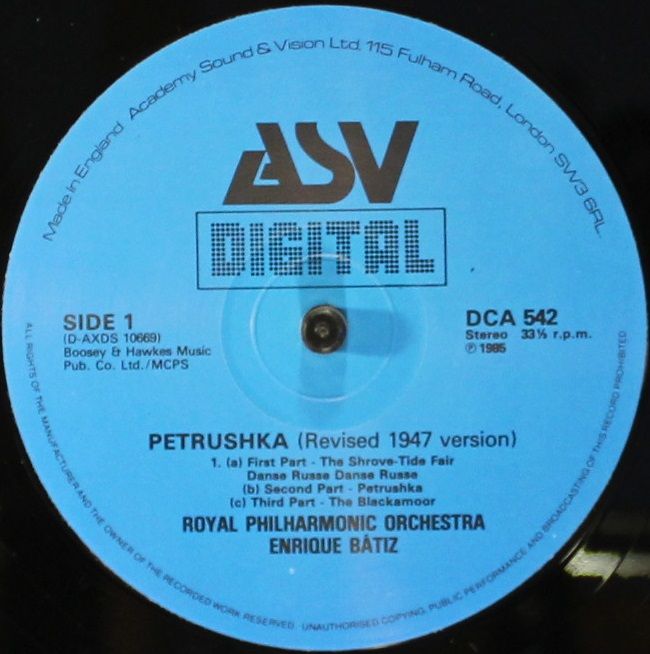 Made in England Academy Sound & Vision Ltd. 115 Fulham Road, London SW3 6RL.
ASV
DIGITAL
SIDE 1
(D-AXDS 10669)
Boosey & Hawkes Music
Pub. Co. Ltd./MCPS
DCA 542
Stereo 33⅓ r.p.m.
℗ 1985
PETRUSHKA (Revised 1947 version)
1. (a) First Part - The Shrove-Tide Fair
Danse Russe Danse Russe
(b) Second Part - Petrushka
(c) Third Part - The Blackamoor
ROYAL PHILHARMONIC ORCHESTRA
ENRIQUE BÁTIZ
ALL RIGHTS OF THE MANUFACTURER AND THE OWNER OF THE RECORDED WORK RESERVED. UNAUTHORISED COPYING, PUBLIC PERFORMANCE AND BROADCASTING OF THIS RECORD PROHIBITED